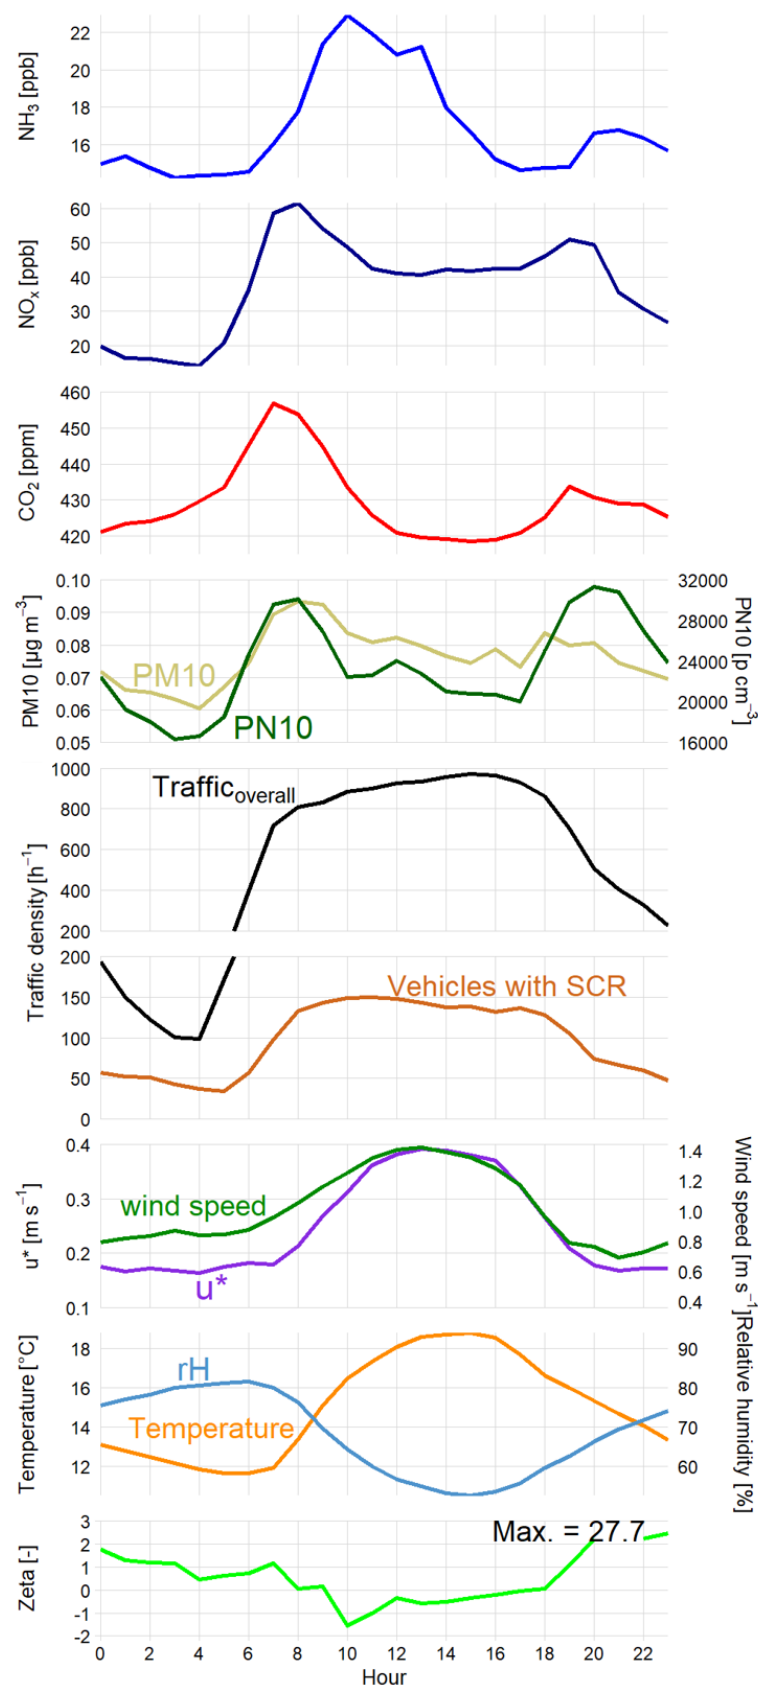 NH₃ [ppb]
22
20
18
16
NOₓ [ppb]
60
50
40
30
20
CO₂ [ppm]
460
450
440
430
420
PM10 [µg m⁻³]
0.10
0.09
0.08
0.07
0.06
0.05
PM10
PN10
32000
28000
24000
20000
16000
PN10 [p cm⁻³]
Traffic density [h⁻¹]
1000
800
600
400
200
Traffic overall
200
150
100
50
0
Vehicles with SCR
u* [m s⁻¹]
0.4
0.3
0.2
0.1
wind speed
u*
1.4
1.2
1.0
0.8
0.6
0.4
Wind speed [m s⁻¹]
Temperature [°C]
18
16
14
12
rH
Temperature
90
80
70
60
Relative humidity [%]
Zeta [-]
3
2
1
0
-1
-2
Max. = 27.7
0 2 4 6 8 10 12 14 16 18 20 22
Hour